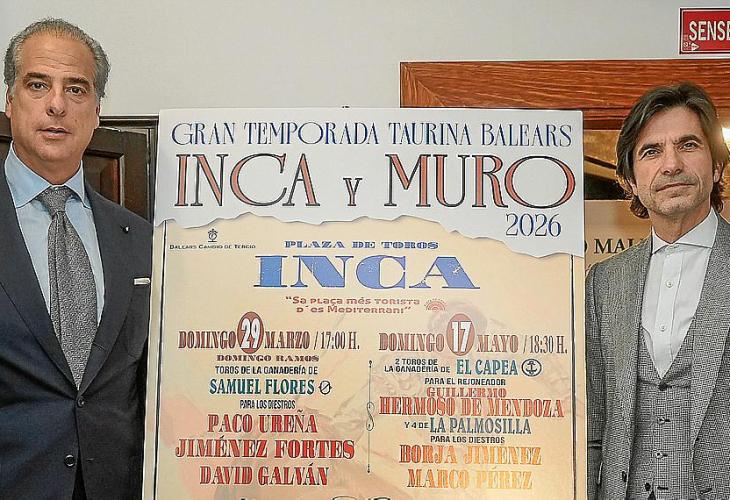 SENSE
GRAN TEMPORADA TAURINA BALEARS
INCA Y MURO
2026
BALEARS CAMBIO DE TERCIO
PLAZA DE TOROS
INCA
"Sa plaça més torista
d'es Mediterrani"
DOMINGO 29 MARZO / 17:00 H.
DOMINGO RAMOS
TOROS DE LA GANADERÍA DE
SAMUEL FLORES
PARA LOS DIESTROS
PACO UREÑA
JIMÉNEZ FORTES
DAVID GALVÁN
DOMINGO 17 MAYO / 18:30 H.
2 TOROS DE
LA GANADERÍA DE EL CAPEA
PARA EL REJONEADOR
GUILLERMO
HERMOSO DE MENDOZA
Y 4 DE LA PALMOSILLA
PARA LOS DIESTROS
BORJA JIMÉNEZ
MARCO PÉREZ